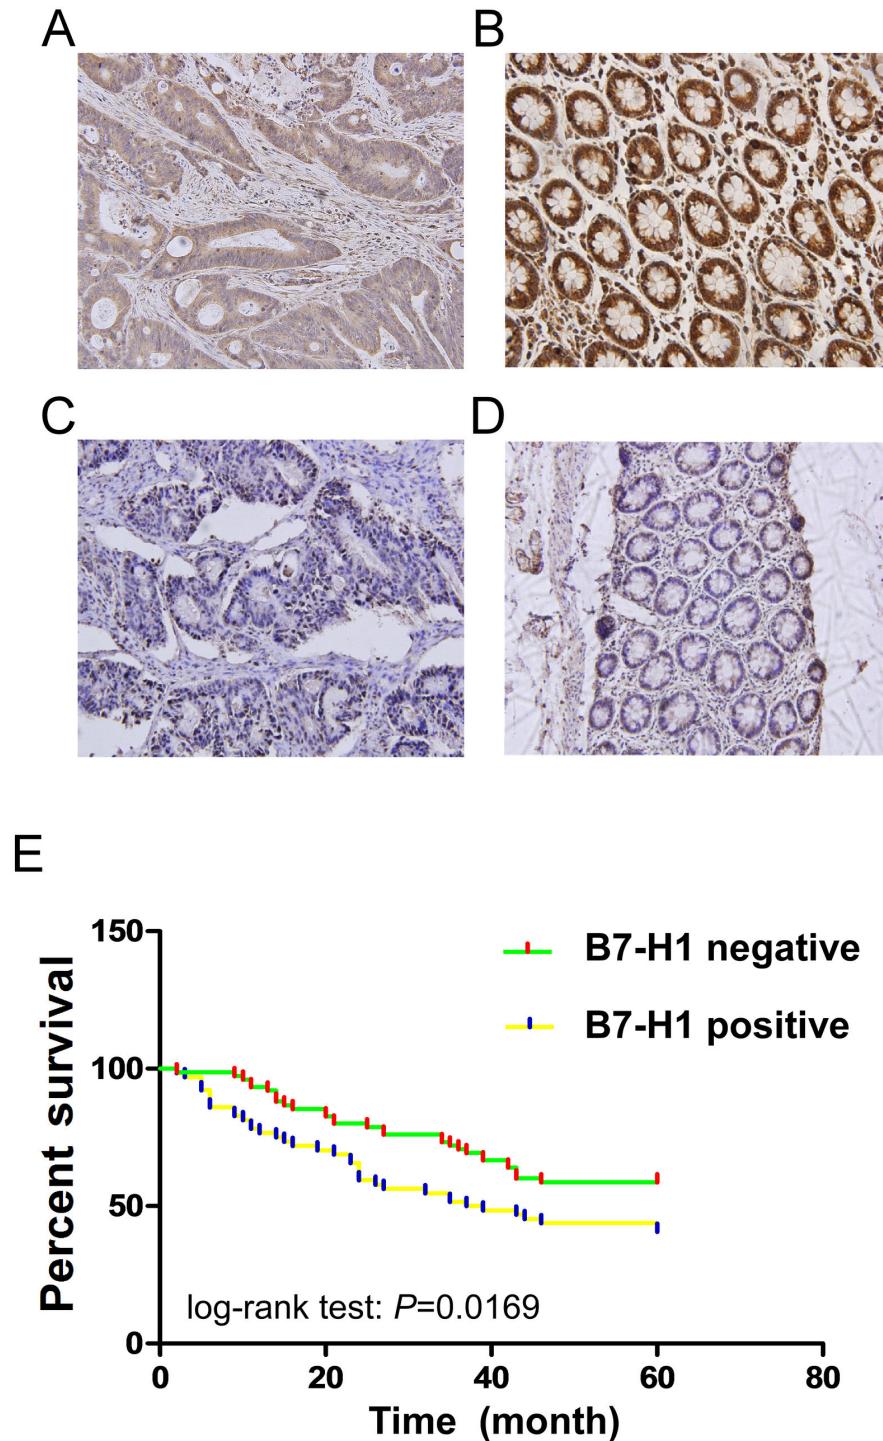 A
B
C
D
E
150
100
50
0
0
20
40
60
80
Percent survival
Time (month)
B7-H1 negative
B7-H1 positive
log-rank test: P=0.0169